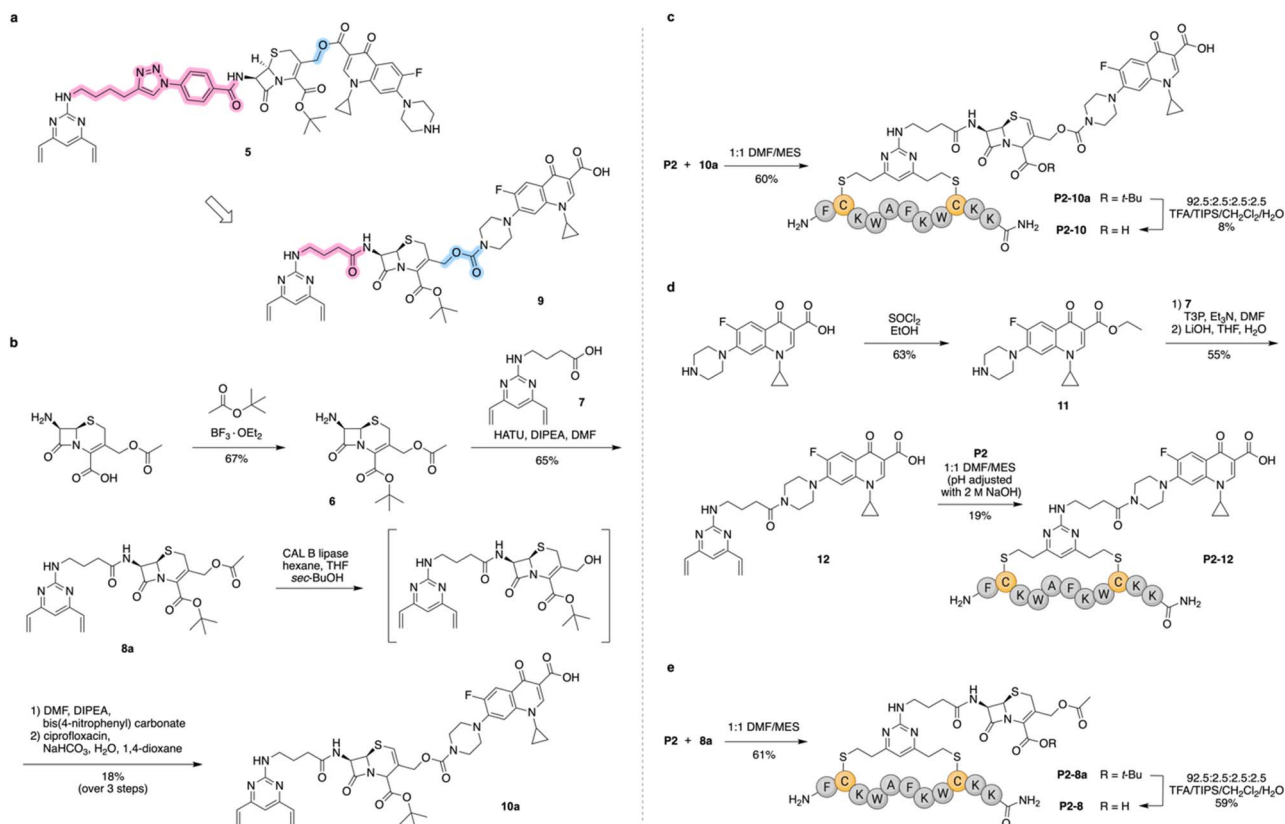 a
5
9
b
BF3 · OEt2
67%
6
7
HATU, DIPEA, DMF
65%
8a
CAL B lipase
hexane, THF
sec-BuOH
1) DMF, DIPEA,
bis(4-nitrophenyl) carbonate
2) ciprofloxacin,
NaHCO3, H2O, 1,4-dioxane
18%
(over 3 steps)
10a
c
P2 + 10a
1:1 DMF/MES
60%
H2N F C K W A F K W C K K NH2
P2-10a R = t-Bu
P2-10 R = H
92.5:2.5:2.5:2.5
TFA/TIPS/CH2Cl2/H2O
8%
d
SOCl2
EtOH
63%
11
1) 7
T3P, Et3N, DMF
2) LiOH, THF, H2O
55%
12
P2
1:1 DMF/MES
(pH adjusted
with 2 M NaOH)
19%
P2-12
H2N F C K W A F K W C K K NH2
e
P2 + 8a
1:1 DMF/MES
61%
H2N F C K W A F K W C K K NH2
P2-8a R = t-Bu
P2-8 R = H
92.5:2.5:2.5:2.5
TFA/TIPS/CH2Cl2/H2O
59%